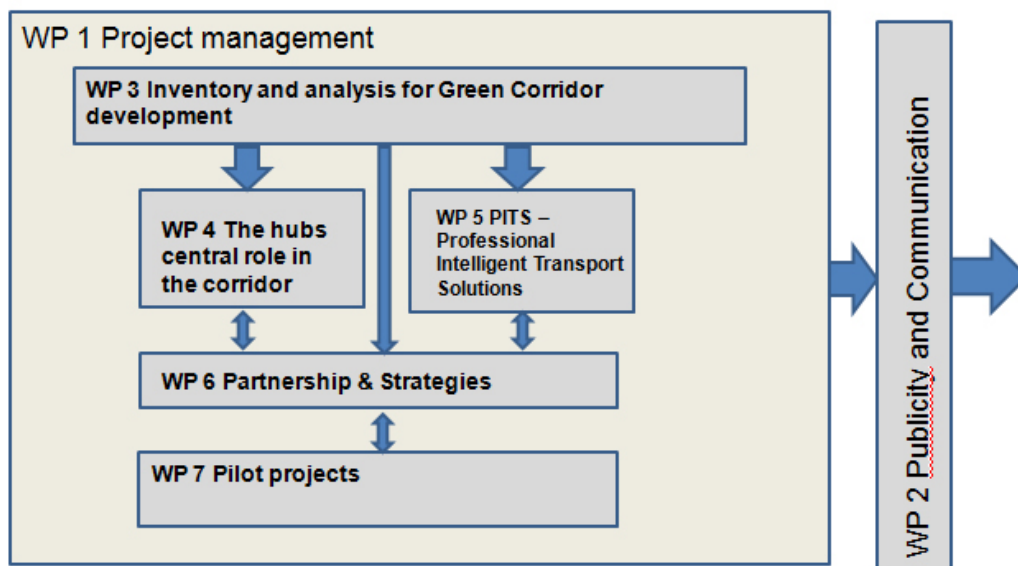 WP 1 Project management
WP 3 Inventory and analysis for Green Corridor
development
WP 4 The hubs
central role in
the corridor
WP 5 PITS –
Professional
Intelligent Transport
Solutions
WP 6 Partnership & Strategies
WP 7 Pilot projects
WP 2 Publicity and Communication